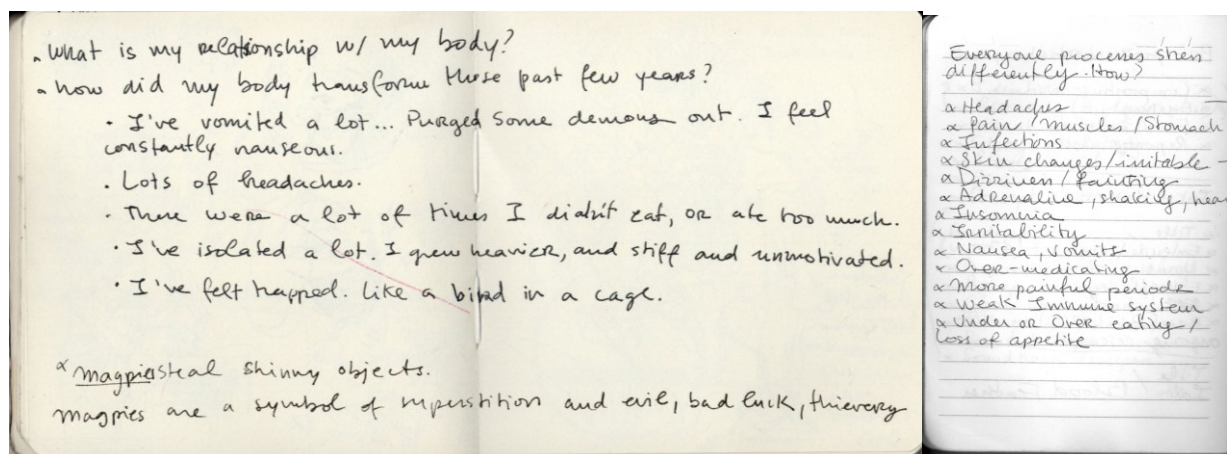 . What is my relationship w/ my body?
. how did my body transform these past few years?
. I've vomited a lot... Purged some demons out. I feel
constantly nauseous.
. Lots of headaches.
. There were a lot of times I didn't eat, or ate too much.
. I've isolated a lot. I grew heavier, and stiff and unmotivated.
. I've felt trapped. Like a bird in a cage.
∝ magpies steal shinny objects.
magpies are a symbol of superstition and evil, bad luck, thievery
Everyone processes stress
differently. How?
∝ Headaches
∝ Pain / muscles / Stomach
∝ Infections
∝ Skin changes / irritable -
∝ Dizziness / fainting
∝ Adrenaline, shaking, hear
∝ Insomnia
∝ Irritability
∝ Nausea, vomits
∝ Over-medicating
∝ More painful periods
∝ Weak Immune system
∝ Under or Over eating /
Loss of appetite